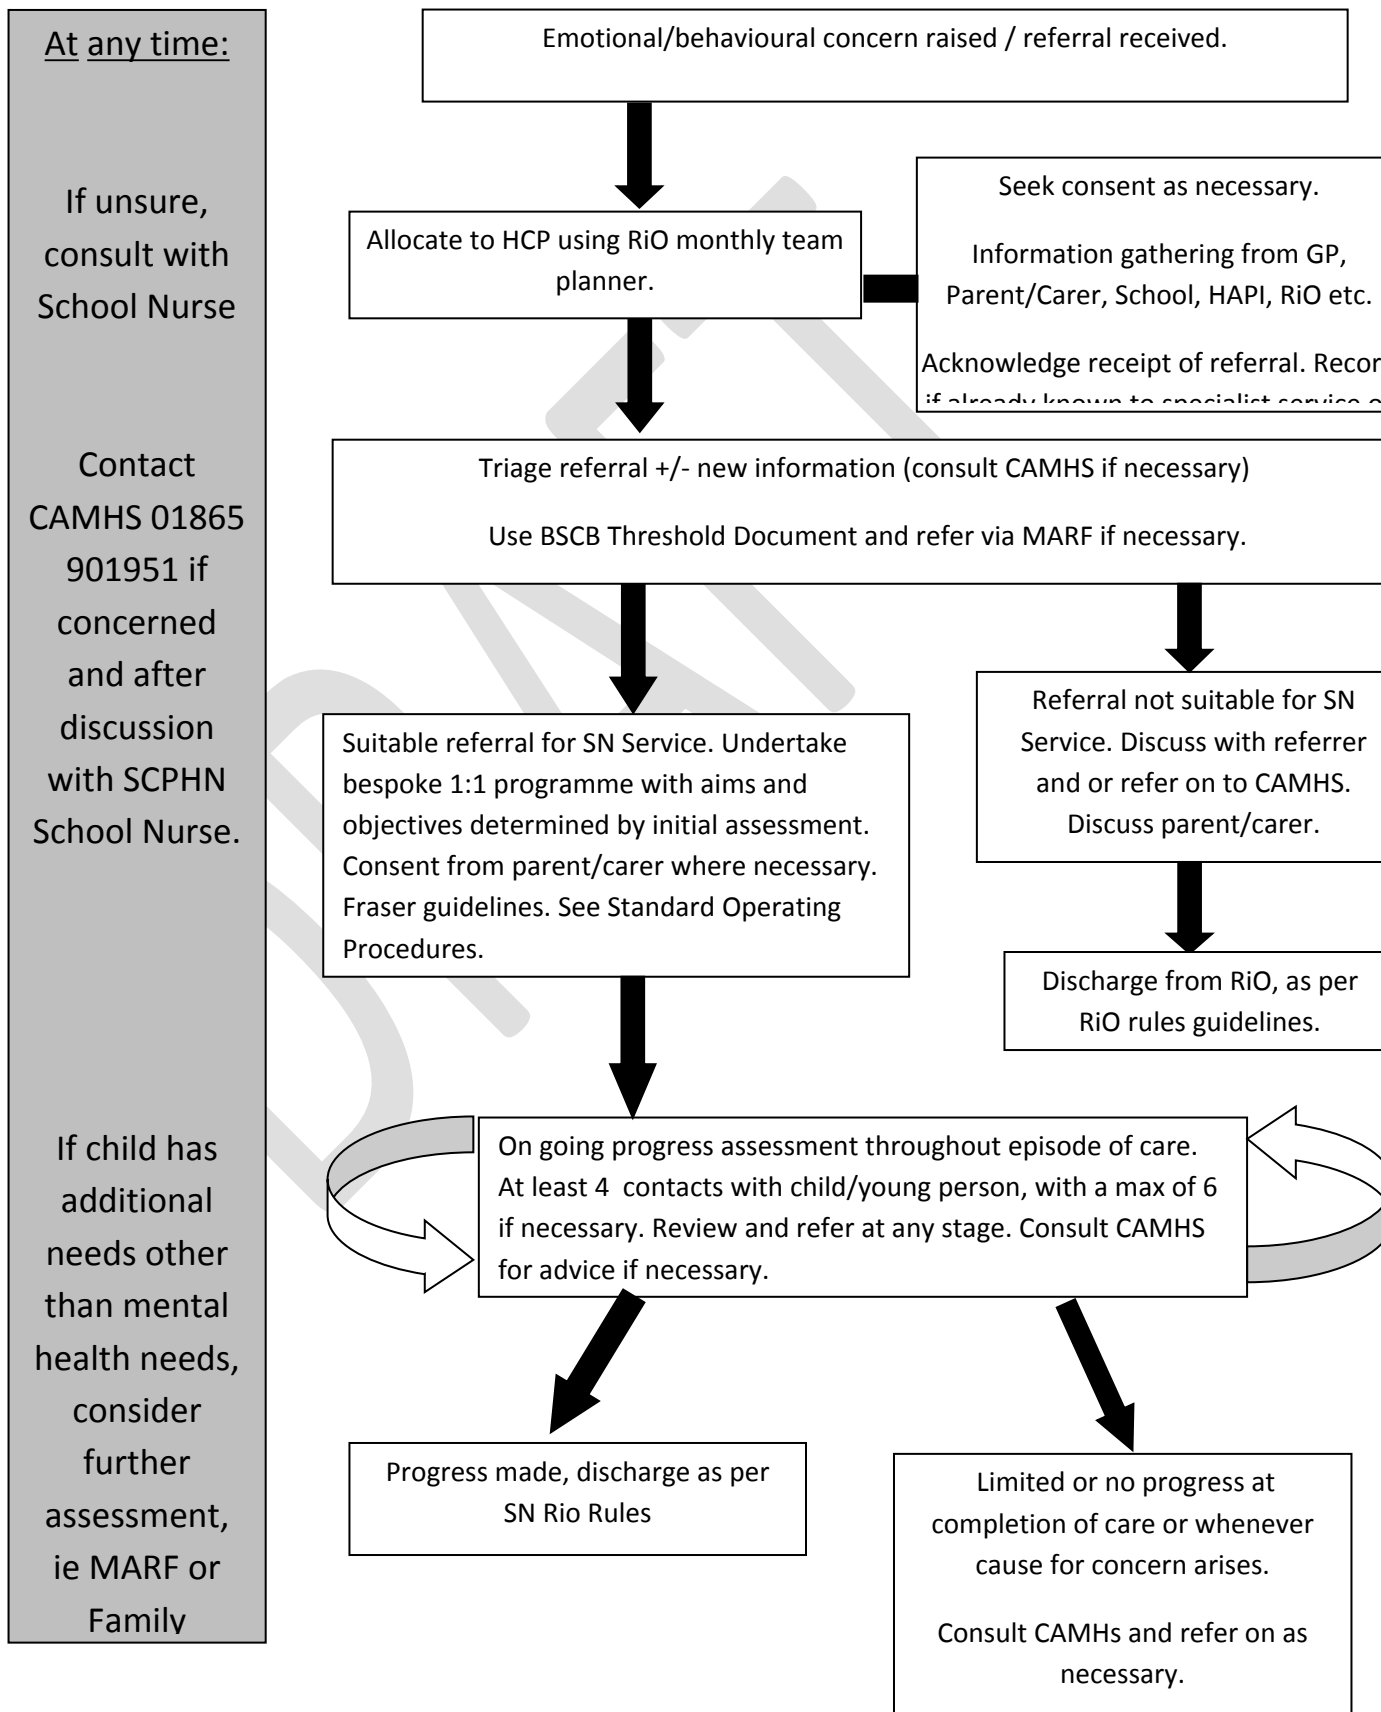 At any time:
If unsure,
consult with
School Nurse
Contact
CAMHS 01865
901951 if
concerned
and after
discussion
with SCPHN
School Nurse.
If child has
additional
needs other
than mental
health needs,
consider
further
assessment,
ie MARF or
Family
Emotional/behavioural concern raised / referral received.
Allocate to HCP using RiO monthly team
planner.
Seek consent as necessary.
Information gathering from GP,
Parent/Carer, School, HAPI, RiO etc.
Acknowledge receipt of referral. Recor
if already known to specialist service o
Triage referral +/- new information (consult CAMHS if necessary)
Use BSCB Threshold Document and refer via MARF if necessary.
Suitable referral for SN Service. Undertake
bespoke 1:1 programme with aims and
objectives determined by initial assessment.
Consent from parent/carer where necessary.
Fraser guidelines. See Standard Operating
Procedures.
Referral not suitable for SN
Service. Discuss with referrer
and or refer on to CAMHS.
Discuss parent/carer.
Discharge from RiO, as per
RiO rules guidelines.
On going progress assessment throughout episode of care.
At least 4 contacts with child/young person, with a max of 6
if necessary. Review and refer at any stage. Consult CAMHS
for advice if necessary.
Progress made, discharge as per
SN Rio Rules
Limited or no progress at
completion of care or whenever
cause for concern arises.
Consult CAMHs and refer on as
necessary.
DRAFT